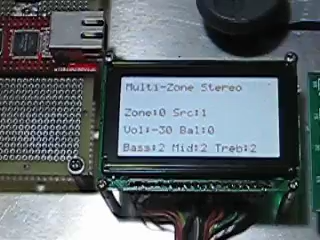 Multi-Zone Stereo
Zone:0 Src:1
Vol:-30 Bal:0
Bass:2 Mid:2 Treb:2